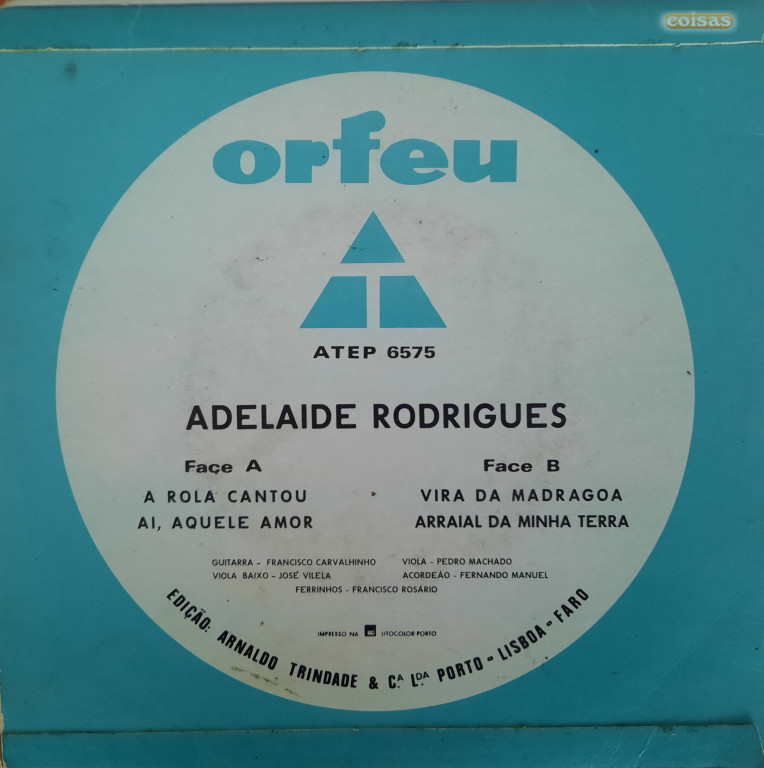 coisas
orfeu
ATEP 6575
ADELAIDE RODRIGUES
Face A
Face B
A ROLA CANTOU
VIRA DA MADRAGOA
AI, AQUELE AMOR
ARRAIAL DA MINHA TERRA
GUITARRA - FRANCISCO CARVALHINHO
VIOLA - PEDRO MACHADO
VIOLA BAIXO - JOSÉ VILELA
ACORDEÃO - FERNANDO MANUEL
FERRINHOS - FRANCISCO ROSÁRIO
IMPRESSO NA LITOCOLOR-PORTO
EDIÇÃO: ARNALDO TRINDADE & Cª. Lda. PORTO - LISBOA - FARO